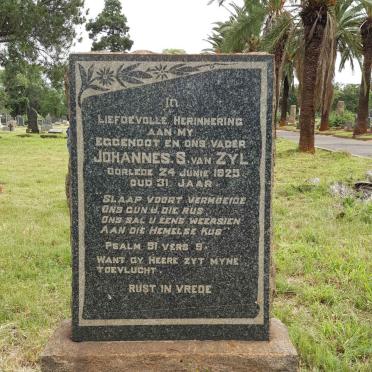 In
Liefdevolle Herinnering
aan my
Eggenoot en ons vader
Johannes. S. van Zyl
Oorlede 24 Junie 1925
Oud 31 Jaar
Slaap voort vermoeide
Ons gun u die rus
Ons sal u eens weersien
Aan die Hemelse Kus
Psalm 91 vers 9.
Want Gy Heere zyt myne
toevlucht.
Rust in Vrede